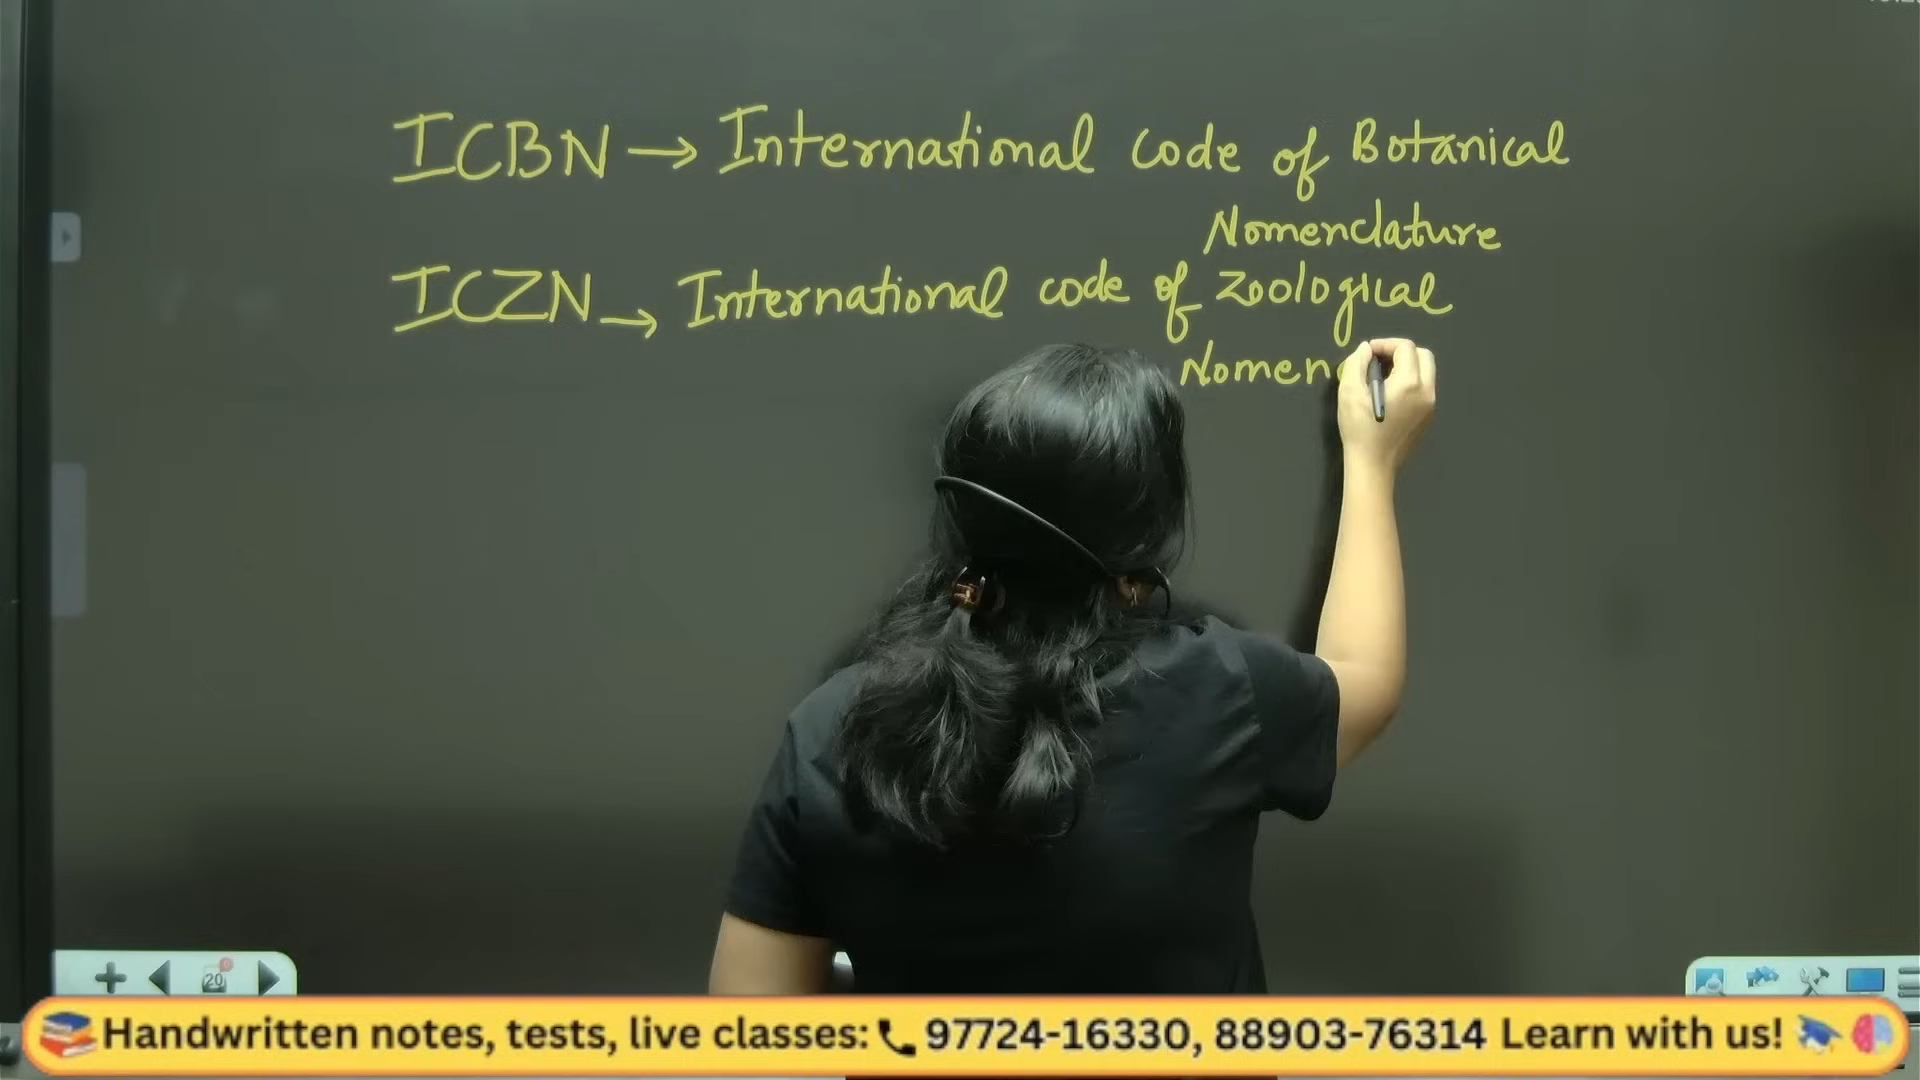 ICBN → International code of Botanical
Nomenclature
ICZN → International code of Zoological
Nomen
20
Handwritten notes, tests, live classes: 97724-16330, 88903-76314 Learn with us!